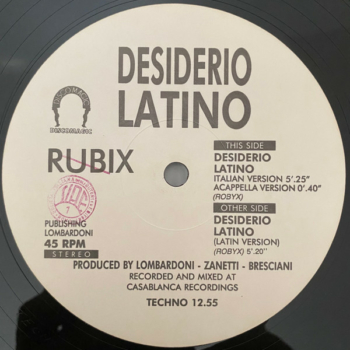 DESIDERIO
LATINO
DISCOMAGIC
DISCOMAGIC
RUBIX
THIS SIDE
DESIDERIO
LATINO
ITALIAN VERSION 5'.25"
ACAPPELLA VERSION 0'.40"
(ROBYX)
OTHER SIDE
DESIDERIO
LATINO
(LATIN VERSION)
(ROBYX) 5'.20"
PUBLISHING
LOMBARDONI
45 RPM
STEREO
PRODUCED BY LOMBARDONI - ZANETTI - BRESCIANI
RECORDED AND MIXED AT
CASABLANCA RECORDINGS
TECHNO 12.55